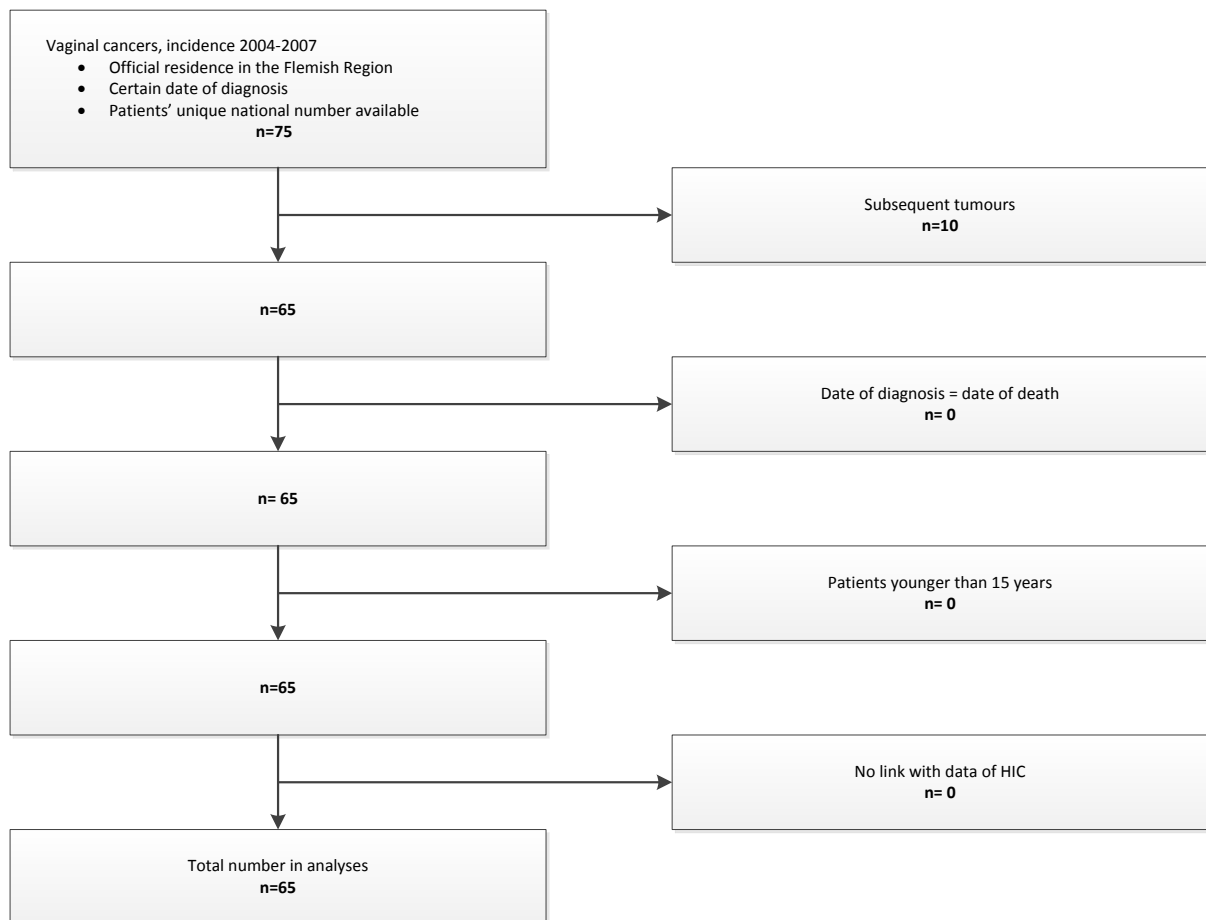 Vaginal cancers, incidence 2004-2007
• Official residence in the Flemish Region
• Certain date of diagnosis
• Patients' unique national number available
n=75
Subsequent tumours
n=10
n=65
Date of diagnosis = date of death
n= 0
n= 65
Patients younger than 15 years
n= 0
n=65
No link with data of HIC
n= 0
Total number in analyses
n=65